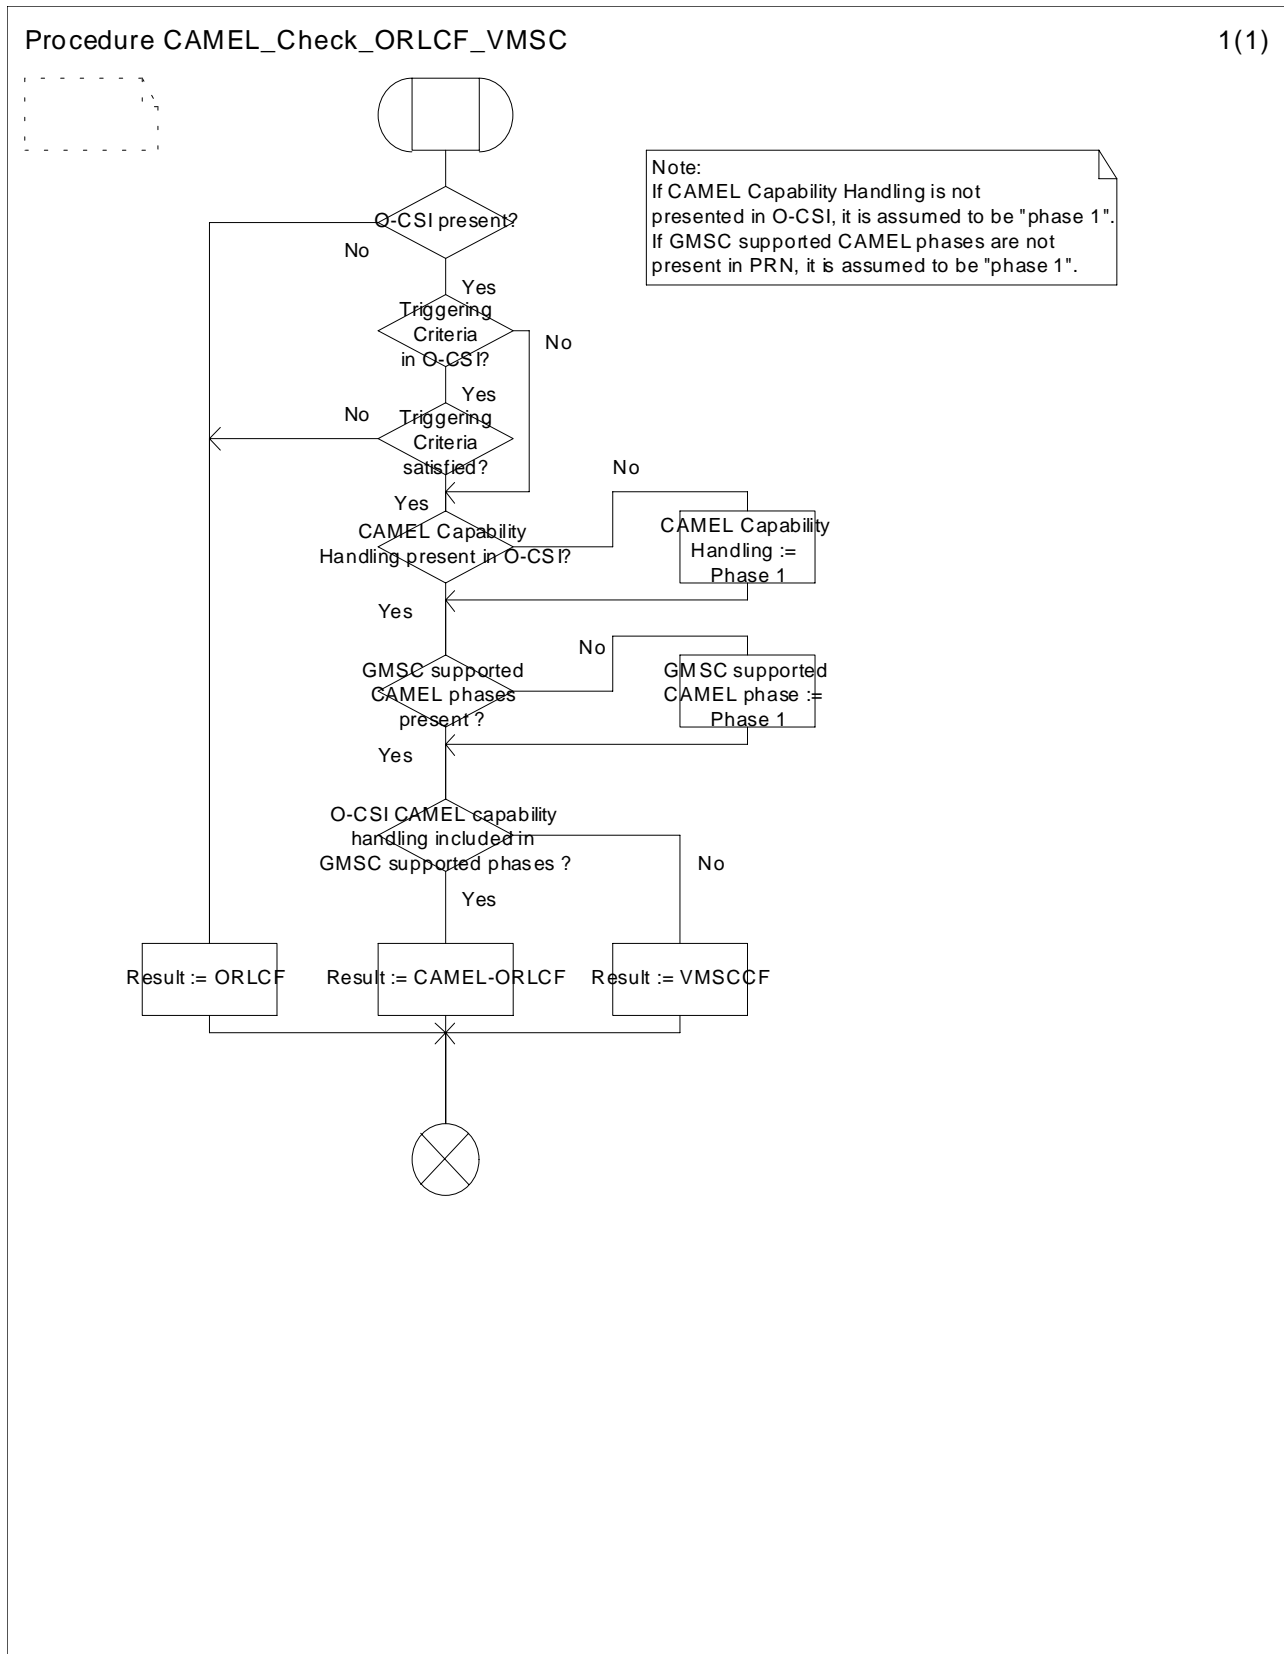 Procedure CAMEL_Check_ORLCF_VMSC
1(1)
Note:
If CAMEL Capability Handling is not
presented in O-CSI, it is assumed to be "phase 1".
If GMSC supported CAMEL phases are not
present in PRN, it is assumed to be "phase 1".
O-CSI present?
No
Yes
Triggering
Criteria
in O-CSI?
No
Yes
No
Triggering
Criteria
satisfied?
Yes
No
CAMEL Capability
Handling present in O-CSI?
CAMEL Capability
Handling :=
Phase 1
Yes
No
GMSC supported
CAMEL phases
present ?
GMSC supported
CAMEL phase :=
Phase 1
Yes
O-CSI CAMEL capability
handling included in
GMSC supported phases ?
No
Yes
Result := ORLCF
Result := CAMEL-ORLCF
Result := VMSCCF